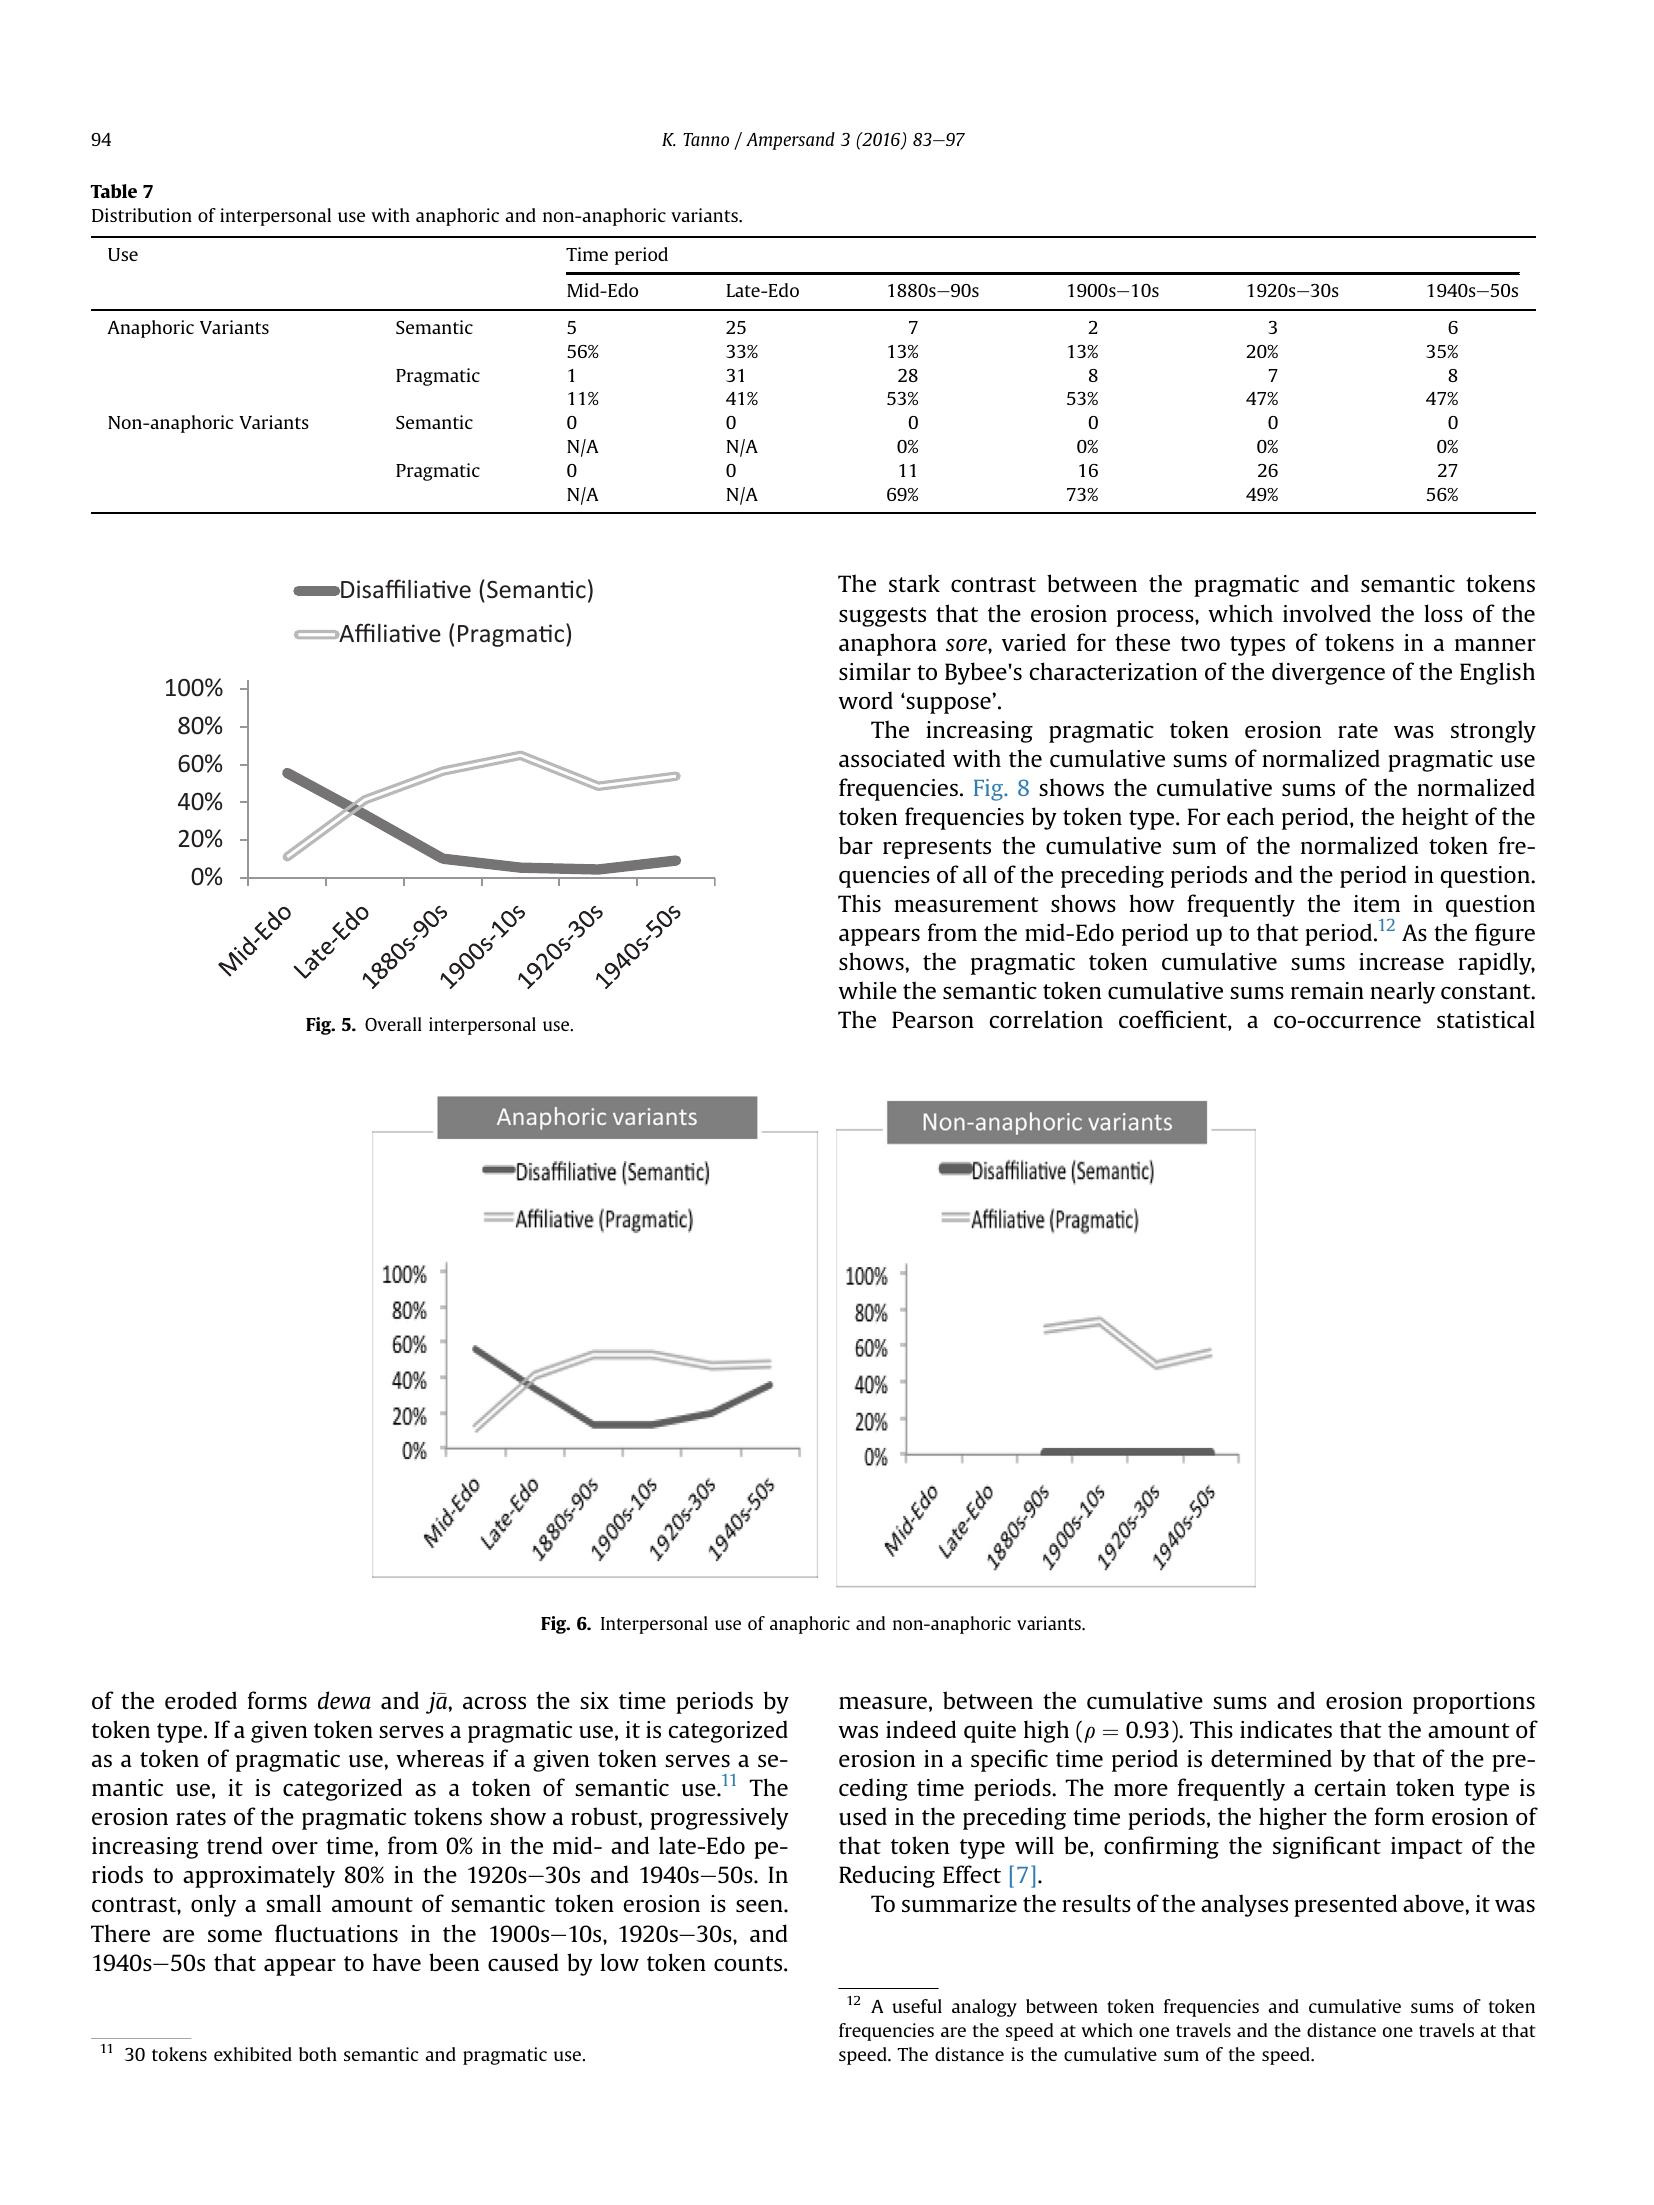 94
K. Tanno / Ampersand 3 (2016) 83–97
Table 7
Distribution of interpersonal use with anaphoric and non-anaphoric variants.
Use Time period
Mid-Edo Late-Edo 1880s–90s 1900s–10s 1920s–30s 1940s–50s
Anaphoric Variants Semantic 5 25 7 2 3 6
56% 33% 13% 13% 20% 35%
Pragmatic 1 31 28 8 7 8
11% 41% 53% 53% 47% 47%
Non-anaphoric Variants Semantic 0 0 0 0 0 0
N/A N/A 0% 0% 0% 0%
Pragmatic 0 0 11 16 26 27
N/A N/A 69% 73% 49% 56%
Disaffiliative (Semantic)
Affiliative (Pragmatic)
100%
80%
60%
40%
20%
0%
Mid-Edo
Late-Edo
1880s-90s
1900s-10s
1920s-30s
1940s-50s
Fig. 5. Overall interpersonal use.
The stark contrast between the pragmatic and semantic tokens
suggests that the erosion process, which involved the loss of the
anaphora sore, varied for these two types of tokens in a manner
similar to Bybee's characterization of the divergence of the English
word ‘suppose’.
The increasing pragmatic token erosion rate was strongly
associated with the cumulative sums of normalized pragmatic use
frequencies. Fig. 8 shows the cumulative sums of the normalized
token frequencies by token type. For each period, the height of the
bar represents the cumulative sum of the normalized token fre-
quencies of all of the preceding periods and the period in question.
This measurement shows how frequently the item in question
appears from the mid-Edo period up to that period.12 As the figure
shows, the pragmatic token cumulative sums increase rapidly,
while the semantic token cumulative sums remain nearly constant.
The Pearson correlation coefficient, a co-occurrence statistical
Anaphoric variants
Disaffiliative (Semantic)
Affiliative (Pragmatic)
100%
80%
60%
40%
20%
0%
Mid-Edo
Late-Edo
1880s-90s
1900s-10s
1920s-30s
1940s-50s
Non-anaphoric variants
Disaffiliative (Semantic)
Affiliative (Pragmatic)
100%
80%
60%
40%
20%
0%
Mid-Edo
Late-Edo
1880s-90s
1900s-10s
1920s-30s
1940s-50s
Fig. 6. Interpersonal use of anaphoric and non-anaphoric variants.
of the eroded forms dewa and jā, across the six time periods by
token type. If a given token serves a pragmatic use, it is categorized
as a token of pragmatic use, whereas if a given token serves a se-
mantic use, it is categorized as a token of semantic use.11 The
erosion rates of the pragmatic tokens show a robust, progressively
increasing trend over time, from 0% in the mid- and late-Edo pe-
riods to approximately 80% in the 1920s–30s and 1940s–50s. In
contrast, only a small amount of semantic token erosion is seen.
There are some fluctuations in the 1900s–10s, 1920s–30s, and
1940s–50s that appear to have been caused by low token counts.
11 30 tokens exhibited both semantic and pragmatic use.
measure, between the cumulative sums and erosion proportions
was indeed quite high (ρ = 0.93). This indicates that the amount of
erosion in a specific time period is determined by that of the pre-
ceding time periods. The more frequently a certain token type is
used in the preceding time periods, the higher the form erosion of
that token type will be, confirming the significant impact of the
Reducing Effect [7].
To summarize the results of the analyses presented above, it was
12 A useful analogy between token frequencies and cumulative sums of token
frequencies are the speed at which one travels and the distance one travels at that
speed. The distance is the cumulative sum of the speed.